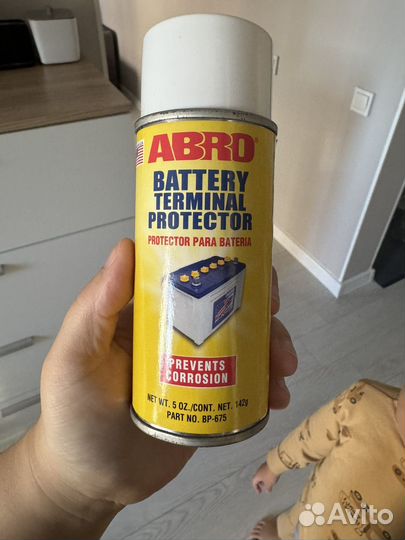 ABRO
BATTERY
TERMINAL
PROTECTOR
PROTECTOR PARA BATERIA
PREVENTS
CORROSION
NET WT. 5 OZ./CONT. NET. 142g
PART NO. BP-675
Avito